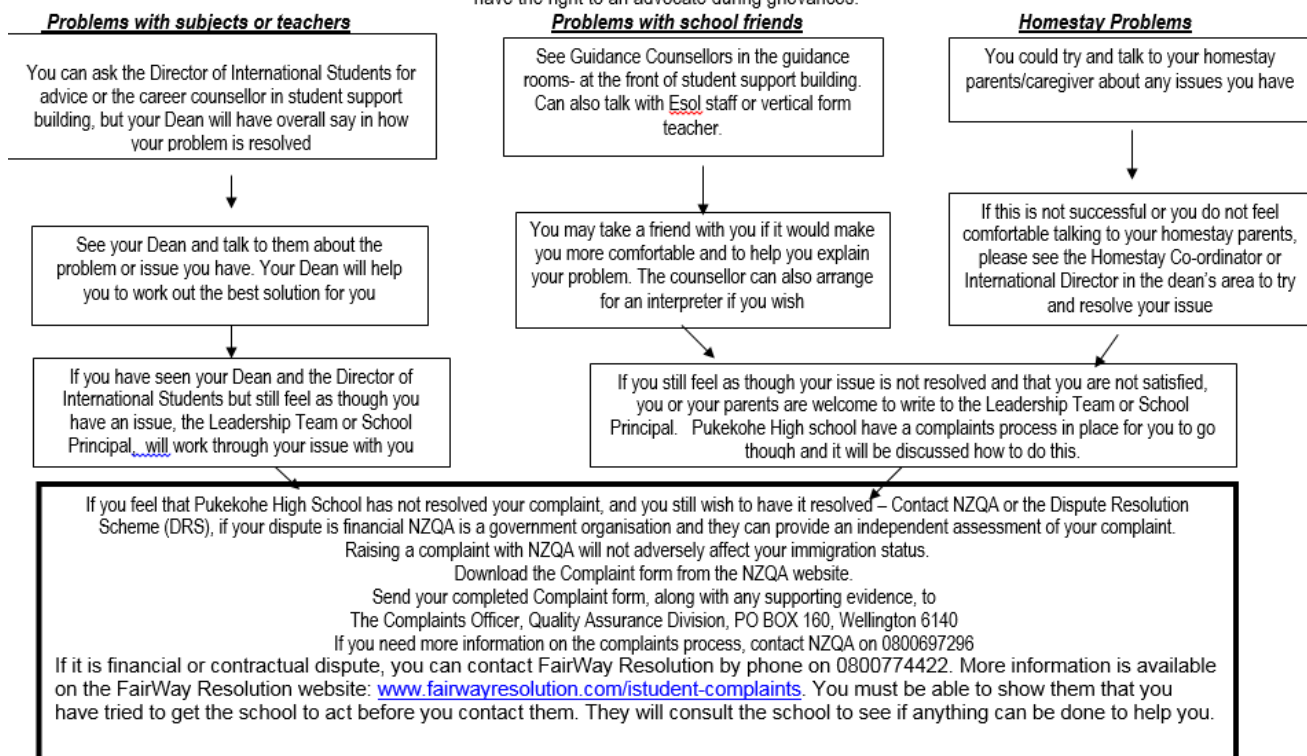 have the right to an advocate during grievances.
Problems with subjects or teachers
You can ask the Director of International Students for
advice or the career counsellor in student support
building, but your Dean will have overall say in how
your problem is resolved
See your Dean and talk to them about the
problem or issue you have. Your Dean will help
you to work out the best solution for you
If you have seen your Dean and the Director of
International Students but still feel as though you
have an issue, the Leadership Team or School
Principal, will work through your issue with you
Problems with school friends
See Guidance Counsellors in the guidance
rooms- at the front of student support building.
Can also talk with Esol staff or vertical form
teacher.
You may take a friend with you if it would make
you more comfortable and to help you explain
your problem. The counsellor can also arrange
for an interpreter if you wish
Homestay Problems
You could try and talk to your homestay
parents/caregiver about any issues you have
If this is not successful or you do not feel
comfortable talking to your homestay parents,
please see the Homestay Co-ordinator or
International Director in the dean's area to try
and resolve your issue
If you still feel as though your issue is not resolved and that you are not satisfied,
you or your parents are welcome to write to the Leadership Team or School
Principal. Pukekohe High school have a complaints process in place for you to go
though and it will be discussed how to do this.
If you feel that Pukekohe High School has not resolved your complaint, and you still wish to have it resolved – Contact NZQA or the Dispute Resolution
Scheme (DRS), if your dispute is financial NZQA is a government organisation and they can provide an independent assessment of your complaint.
Raising a complaint with NZQA will not adversely affect your immigration status.
Download the Complaint form from the NZQA website.
Send your completed Complaint form, along with any supporting evidence, to
The Complaints Officer, Quality Assurance Division, PO BOX 160, Wellington 6140
If you need more information on the complaints process, contact NZQA on 0800697296
If it is financial or contractual dispute, you can contact FairWay Resolution by phone on 0800774422. More information is available
on the FairWay Resolution website: www.fairwayresolution.com/istudent-complaints. You must be able to show them that you
have tried to get the school to act before you contact them. They will consult the school to see if anything can be done to help you.